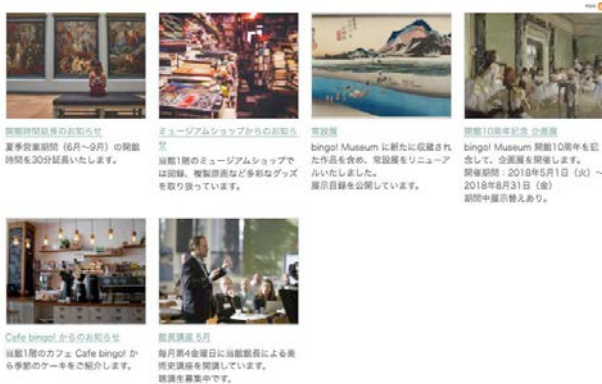 開館時間延長のお知らせ
夏季営業期間（6月〜9月）の開館
時間を30分延長いたします。
ミュージアムショップからのお知ら
せ
当館1階のミュージアムショップで
は図録、複製原画など多彩なグッズ
を取り扱っています。
常設展
bingo! Museum に新たに収蔵され
た作品を含め、常設展をリニューア
ルいたしました。
展示目録を公開しています。
開館10周年記念 企画展
bingo! Museum 開館10周年を記
念して、企画展を開催します。
開催期間：2018年5月1日（火）〜
2018年8月31日（金）
期間中展示替えあり。
Cafe bingo! からのお知らせ
当館1階のカフェ Cafe bingo! か
ら季節のケーキをご紹介します。
館長講座 5月
毎月第4金曜日に当館館長による美
術史講座を開講しています。
聴講生募集中です。